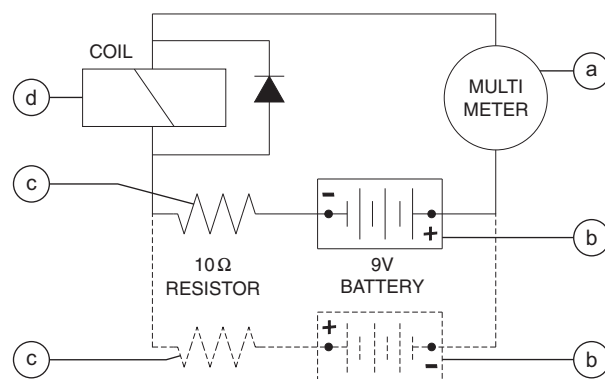 COIL
d
MULTI
METER
a
c
-
+
b
10Ω
RESISTOR
9V
BATTERY
c
+
-
b